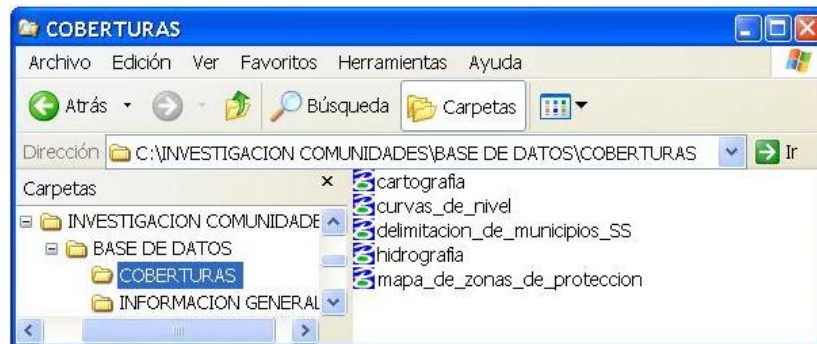 COBERTURAS
Archivo Edición Ver Favoritos Herramientas Ayuda
Atrás Búsqueda Carpetas
Dirección C:\INVESTIGACION COMUNIDADES\BASE DE DATOS\COBERTURAS Ir
Carpetas
INVESTIGACION COMUNIDADE
BASE DE DATOS
COBERTURAS
INFORMACION GENERAL
cartografia
curvas_de_nivel
delimitacion_de_municipios_SS
hidrografia
mapa_de_zonas_de_proteccion